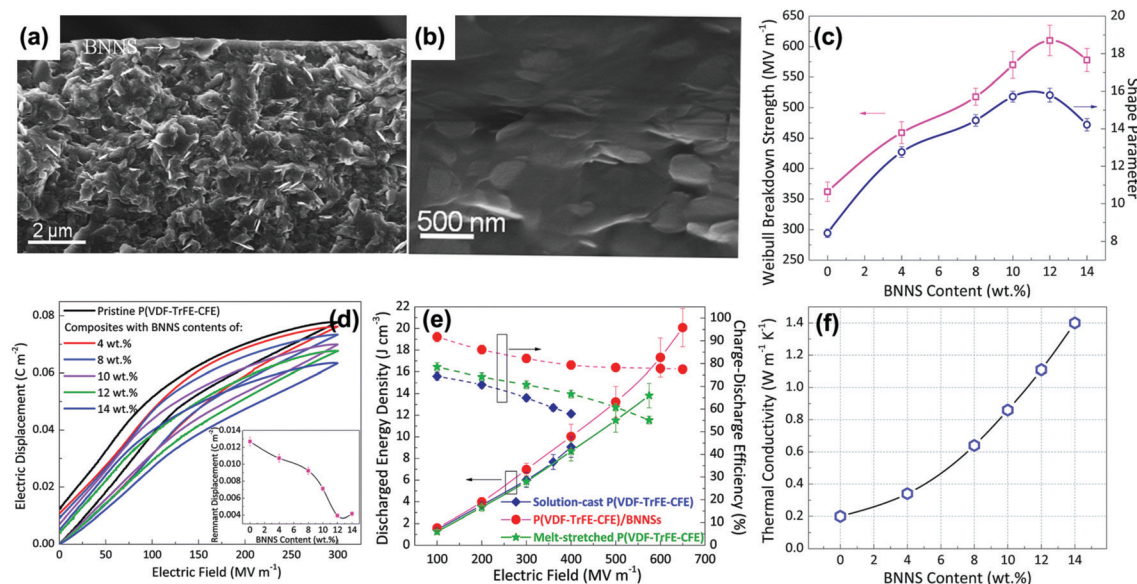 (a)
BNNS →
2 μm
(b)
500 nm
(c)
Weibull Breakdown Strength (MV m⁻¹)
650
600
550
500
450
400
350
300
250
20
18
16
14
12
10
8
Shape Parameter
0 2 4 6 8 10 12 14
BNNS Content (wt.%)
(d)
Electric Displacement (C m⁻²)
0.08
0.06
0.04
0.02
0.00
Pristine P(VDF-TrFE-CFE)
Composites with BNNS contents of:
4 wt.%
8 wt.%
10 wt.%
12 wt.%
14 wt.%
Remnant Displacement (C m⁻²)
0.014
0.012
0.010
0.008
0.006
0.004
0 2 4 6 8 10 12 14
BNNS Content (wt.%)
0 50 100 150 200 250 300
Electric Field (MV m⁻¹)
(e)
Discharged Energy Density (J cm⁻³)
22
20
18
16
14
12
10
8
6
4
2
0
100
90
80
70
60
50
40
30
20
10
0
Charge-Discharge Efficiency (%)
Solution-cast P(VDF-TrFE-CFE)
P(VDF-TrFE-CFE)/BNNSs
Melt-stretched P(VDF-TrFE-CFE)
100 200 300 400 500 600 700
Electric Field (MV m⁻¹)
(f)
Thermal Conductivity (W m⁻¹ K⁻¹)
1.4
1.2
1.0
0.8
0.6
0.4
0.2
0.0
0 2 4 6 8 10 12 14
BNNS Content (wt.%)